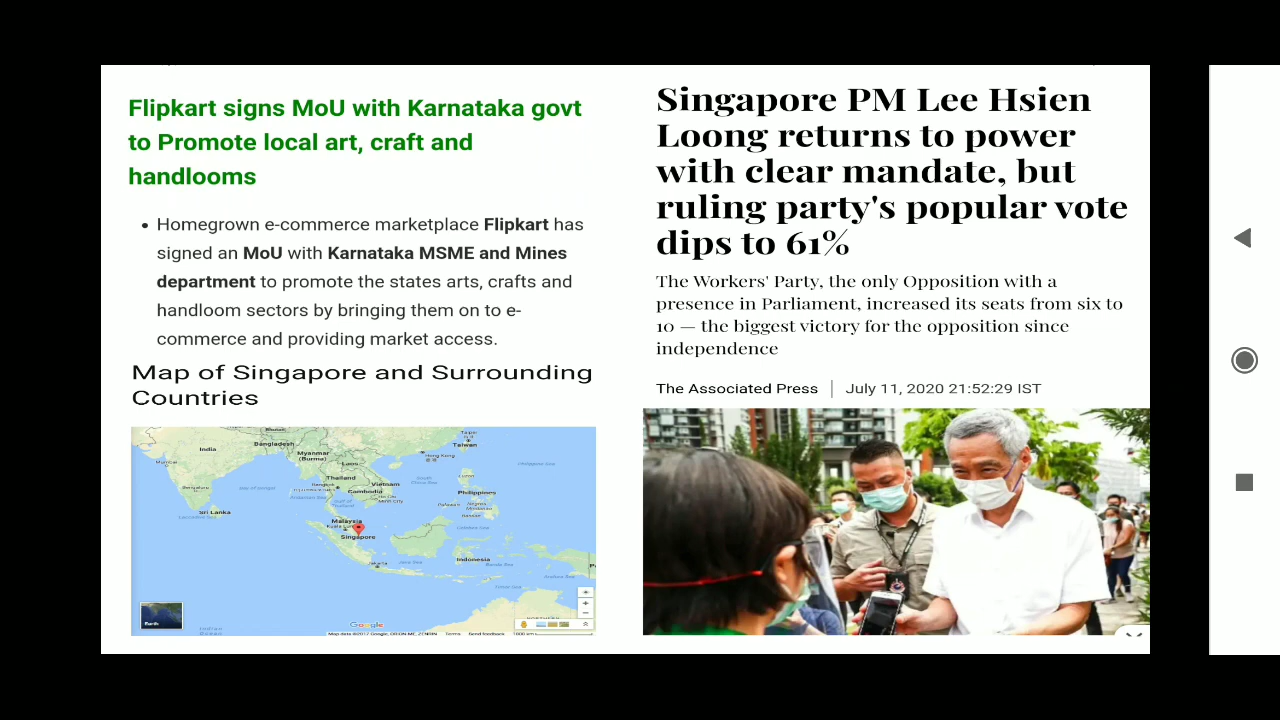 Flipkart signs MoU with Karnataka govt
to Promote local art, craft and
handlooms
• Homegrown e-commerce marketplace Flipkart has
signed an MoU with Karnataka MSME and Mines
department to promote the states arts, crafts and
handloom sectors by bringing them on to e-
commerce and providing market access.
Map of Singapore and Surrounding
Countries
Taiwan
India
Bangladesh
Myanmar
(Burma)
Hong Kong
Mumbai
Laos
Thailand
Bangkok
Vietnam
Cambodia
Philippines
Bengaluru
Sri Lanka
Malaysia
Singapore
Indonesia
Jakarta
Earth
Google
Singapore PM Lee Hsien
Loong returns to power
with clear mandate, but
ruling party's popular vote
dips to 61%
The Workers' Party, the only Opposition with a
presence in Parliament, increased its seats from six to
10 — the biggest victory for the opposition since
independence
The Associated Press | July 11, 2020 21:52:29 IST